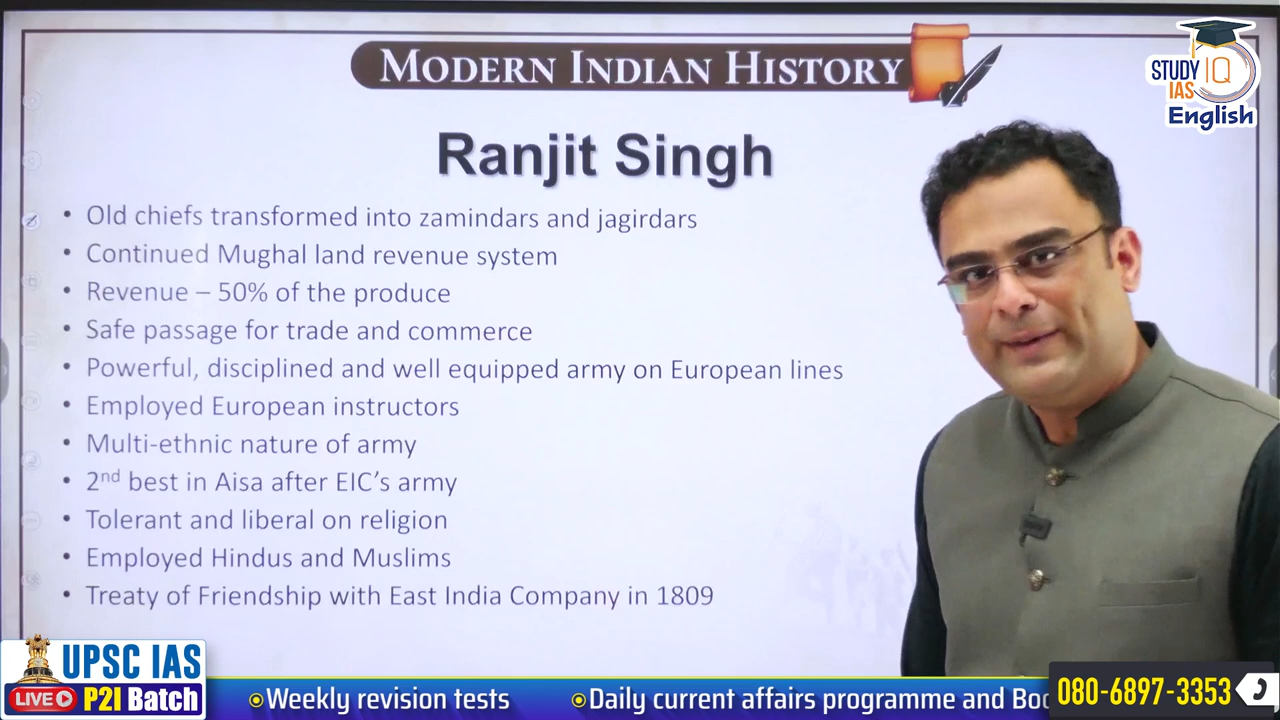 MODERN INDIAN HISTORY
STUDY IQ
IAS
English
Ranjit Singh
• Old chiefs transformed into zamindars and jagirdars
• Continued Mughal land revenue system
• Revenue – 50% of the produce
• Safe passage for trade and commerce
• Powerful, disciplined and well equipped army on European lines
• Employed European instructors
• Multi-ethnic nature of army
• 2nd best in Aisa after EIC’s army
• Tolerant and liberal on religion
• Employed Hindus and Muslims
• Treaty of Friendship with East India Company in 1809
UPSC IAS
LIVE P2I Batch
Weekly revision tests
Daily current affairs programme and
080-6897-3353